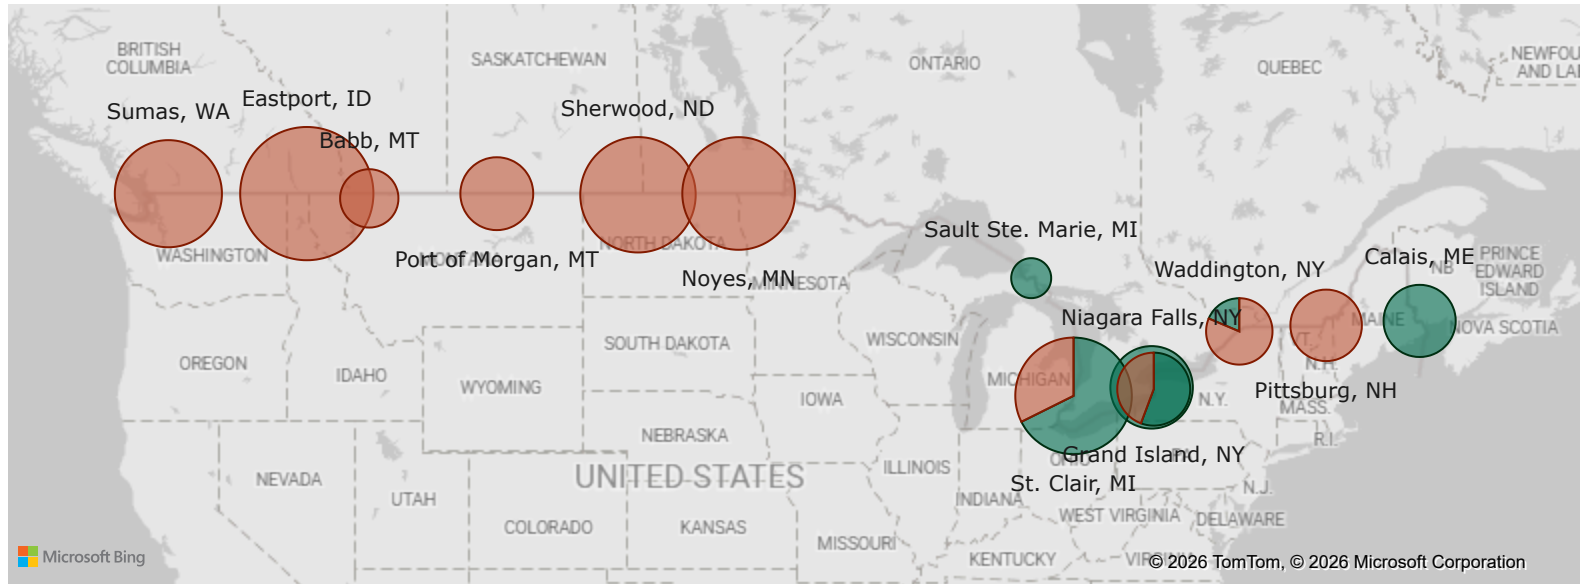 BRITISH
COLUMBIA
SASKATCHEWAN
ONTARIO
QUEBEC
NEWFOU
AND LA
Sumas, WA
Eastport, ID
Babb, MT
Sherwood, ND
WASHINGTON
Port of Morgan, MT
NORTH DAKOTA
Noyes, MN
MINNESOTA
Sault Ste. Marie, MI
Waddington, NY
Calais, ME
NB
PRINCE
EDWARD
ISLAND
Niagara Falls, NY
MAINE
NOVA SCOTIA
VT.
N.H.
OREGON
IDAHO
WYOMING
SOUTH DAKOTA
WISCONSIN
MICHIGAN
Pittsburg, NH
N.Y.
MASS.
R.I.
IOWA
NEBRASKA
Grand Island, NY
OHIO
PA.
St. Clair, MI
NEVADA
UTAH
UNITED STATES
ILLINOIS
INDIANA
N.J.
COLORADO
KANSAS
MISSOURI
WEST VIRGINIA
DELAWARE
KENTUCKY
VIRGINIA
Microsoft Bing
© 2026 TomTom, © 2026 Microsoft Corporation